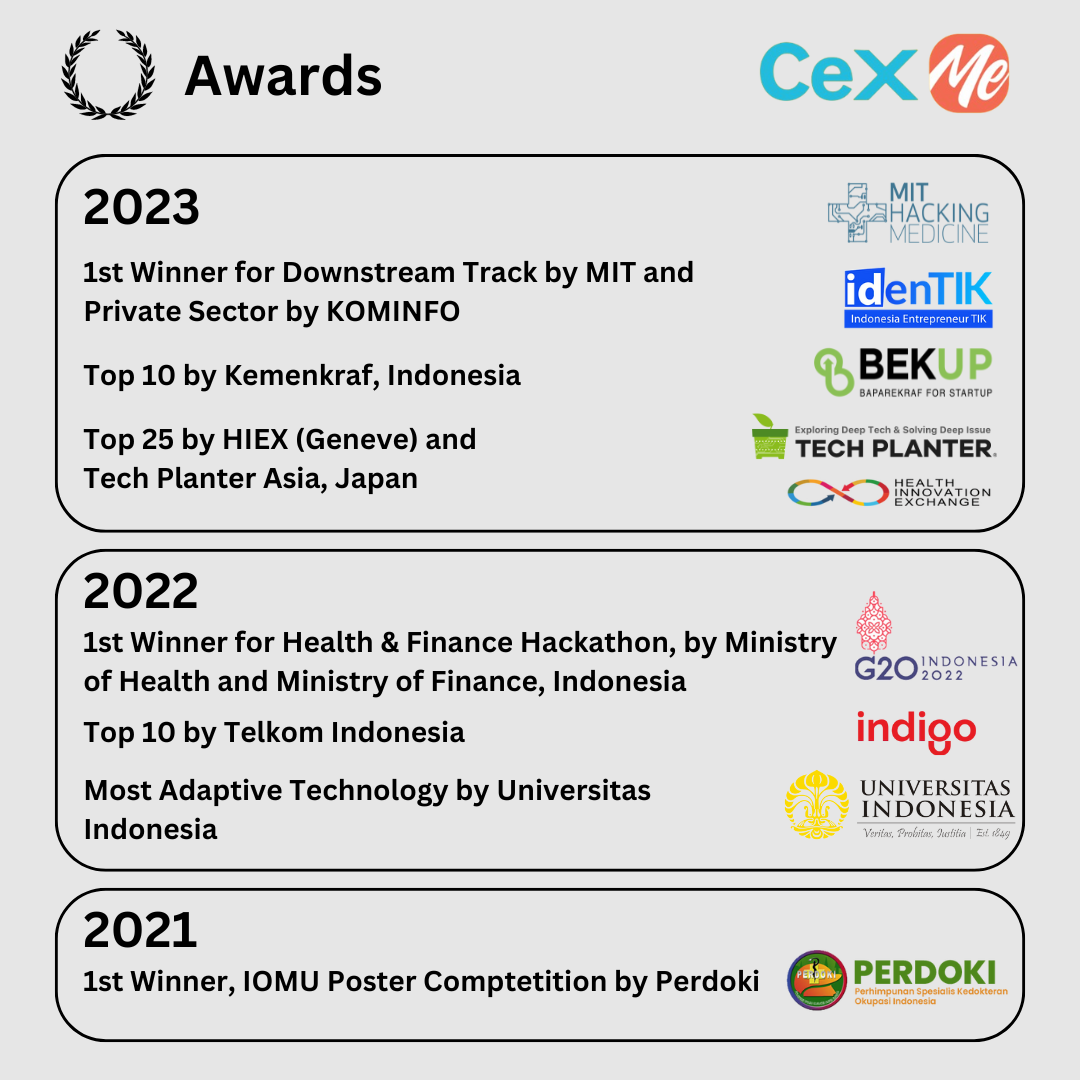 Awards
CeX Me
2023
MIT
HACKING
MEDICINE
1st Winner for Downstream Track by MIT and
Private Sector by KOMINFO
idenTIK
Indonesia Entrepreneur TIK
Top 10 by Kemenkraf, Indonesia
BEKUP
BAPAREKRAF FOR STARTUP
Top 25 by HIEX (Geneve) and
Tech Planter Asia, Japan
Exploring Deep Tech & Solving Deep Issue
TECH PLANTER.
HEALTH
INNOVATION
EXCHANGE
2022
1st Winner for Health & Finance Hackathon, by Ministry
of Health and Ministry of Finance, Indonesia
G20 INDONESIA
2022
Top 10 by Telkom Indonesia
indigo
Most Adaptive Technology by Universitas
Indonesia
UNIVERSITAS
INDONESIA
Veritas, Probitas, Justitia | Est. 1849
2021
1st Winner, IOMU Poster Comptetition by Perdoki
PERDOKI
PERDOKI
Perhimpunan Spesialis Kedokteran
Okupasi Indonesia